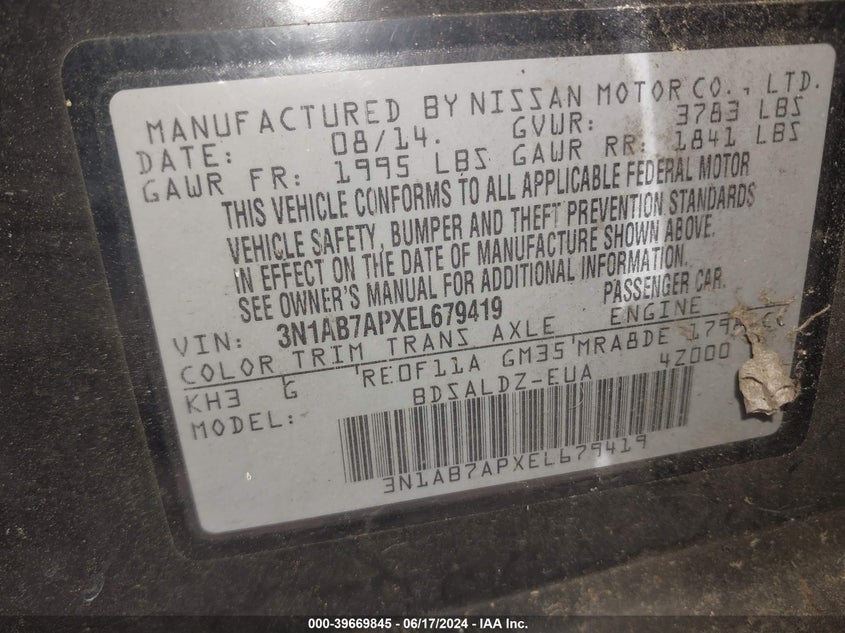 MANUFACTURED BY NISSAN MOTOR CO., LTD.
DATE: 08/14. GVWR: 3783 LBS
GAWR FR: 1995 LBS GAWR RR: 1841 LBS
THIS VEHICLE CONFORMS TO ALL APPLICABLE FEDERAL MOTOR
VEHICLE SAFETY, BUMPER AND THEFT PREVENTION STANDARDS
IN EFFECT ON THE DATE OF MANUFACTURE SHOWN ABOVE.
SEE OWNER'S MANUAL FOR ADDITIONAL INFORMATION.
VIN: 3N1AB7APXEL679419 PASSENGER CAR.
COLOR TRIM TRANS AXLE ENGINE
KH3 G RE0F11A GM35 MRA8DE
MODEL: BDSALDZ-EUA 4Z000
3N1AB7APXEL679419
000-39669845 - 06/17/2024 - IAA Inc.